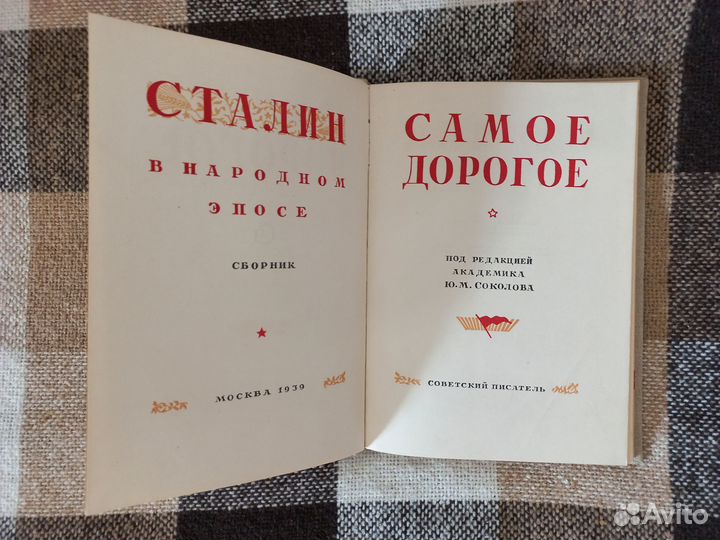 СТАЛИН
В НАРОДНОМ
ЭПОСЕ
СБОРНИК
МОСКВА 1939
САМОЕ
ДОРОГОЕ
ПОД РЕДАКЦИЕЙ
АКАДЕМИКА
Ю. М. СОКОЛОВА
СОВЕТСКИЙ ПИСАТЕЛЬ
Avito